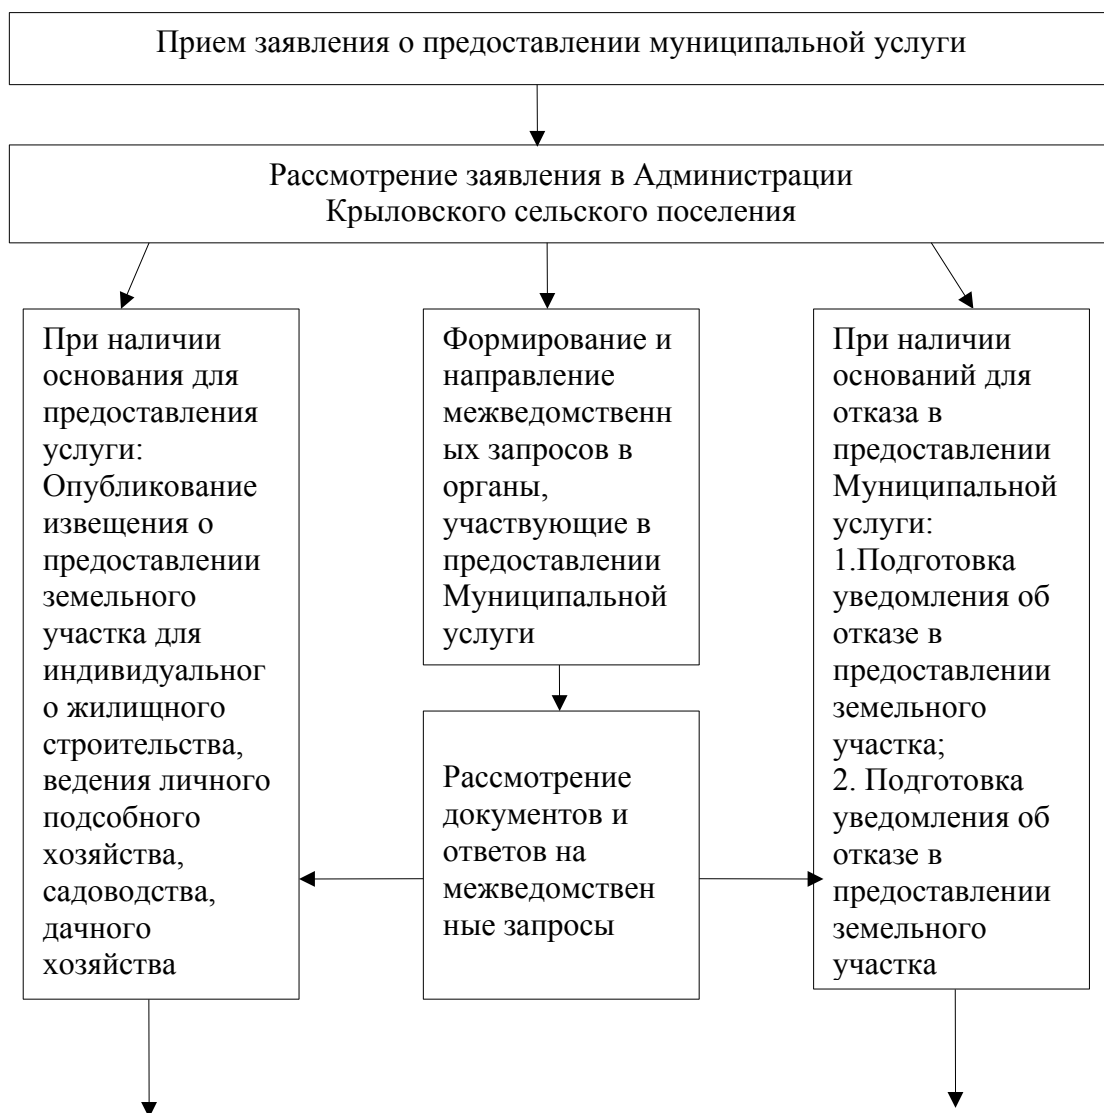 Прием заявления о предоставлении муниципальной услуги
Рассмотрение заявления в Администрации
Крыловского сельского поселения
При наличии
основания для
предоставления
услуги:
Опубликование
извещения о
предоставлении
земельного
участка для
индивидуальног
о жилищного
строительства,
ведения личного
подсобного
хозяйства,
садоводства,
дачного
хозяйства
Формирование и
направление
межведомственн
ых запросов в
органы,
участвующие в
предоставлении
Муниципальной
услуги
Рассмотрение
документов и
ответов на
межведомствен
ные запросы
При наличии
оснований для
отказа в
предоставлении
Муниципальной
услуги:
1.Подготовка
уведомления об
отказе в
предоставлении
земельного
участка;
2. Подготовка
уведомления об
отказе в
предоставлении
земельного
участка